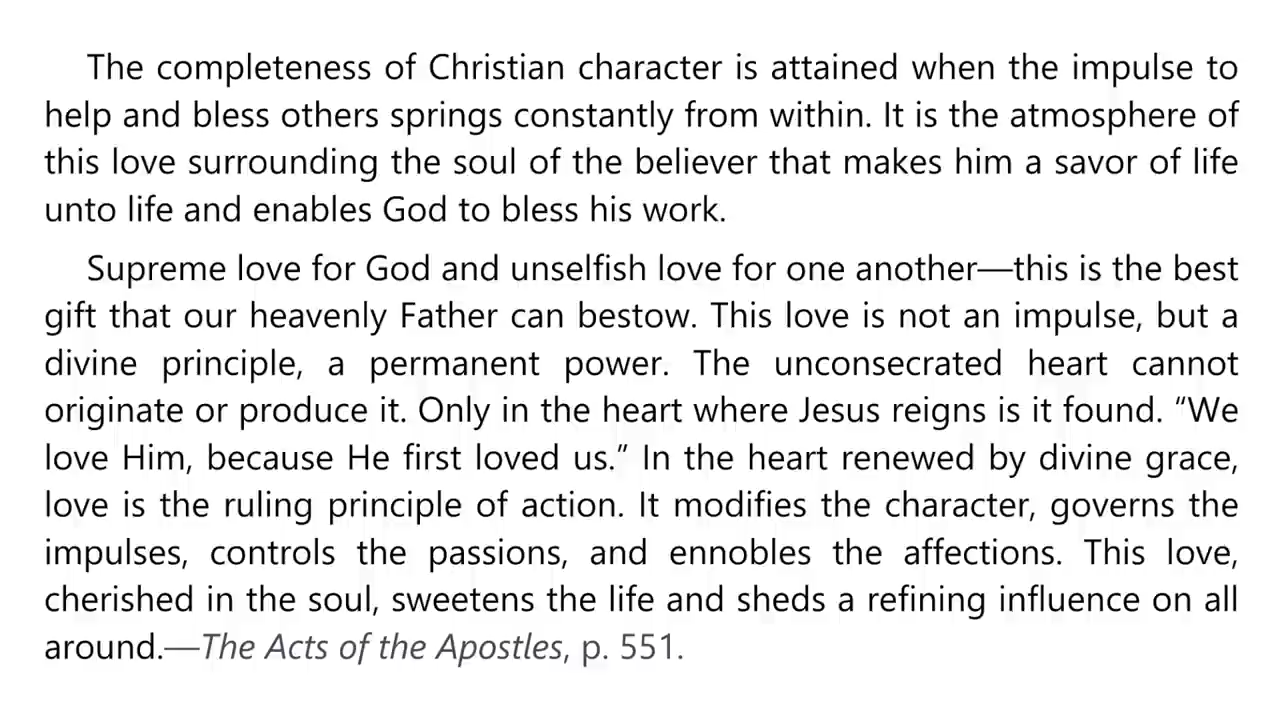 The completeness of Christian character is attained when the impulse to
help and bless others springs constantly from within. It is the atmosphere of
this love surrounding the soul of the believer that makes him a savor of life
unto life and enables God to bless his work.
Supreme love for God and unselfish love for one another—this is the best
gift that our heavenly Father can bestow. This love is not an impulse, but a
divine principle, a permanent power. The unconsecrated heart cannot
originate or produce it. Only in the heart where Jesus reigns is it found. “We
love Him, because He first loved us.” In the heart renewed by divine grace,
love is the ruling principle of action. It modifies the character, governs the
impulses, controls the passions, and ennobles the affections. This love,
cherished in the soul, sweetens the life and sheds a refining influence on all
around.—The Acts of the Apostles, p. 551.